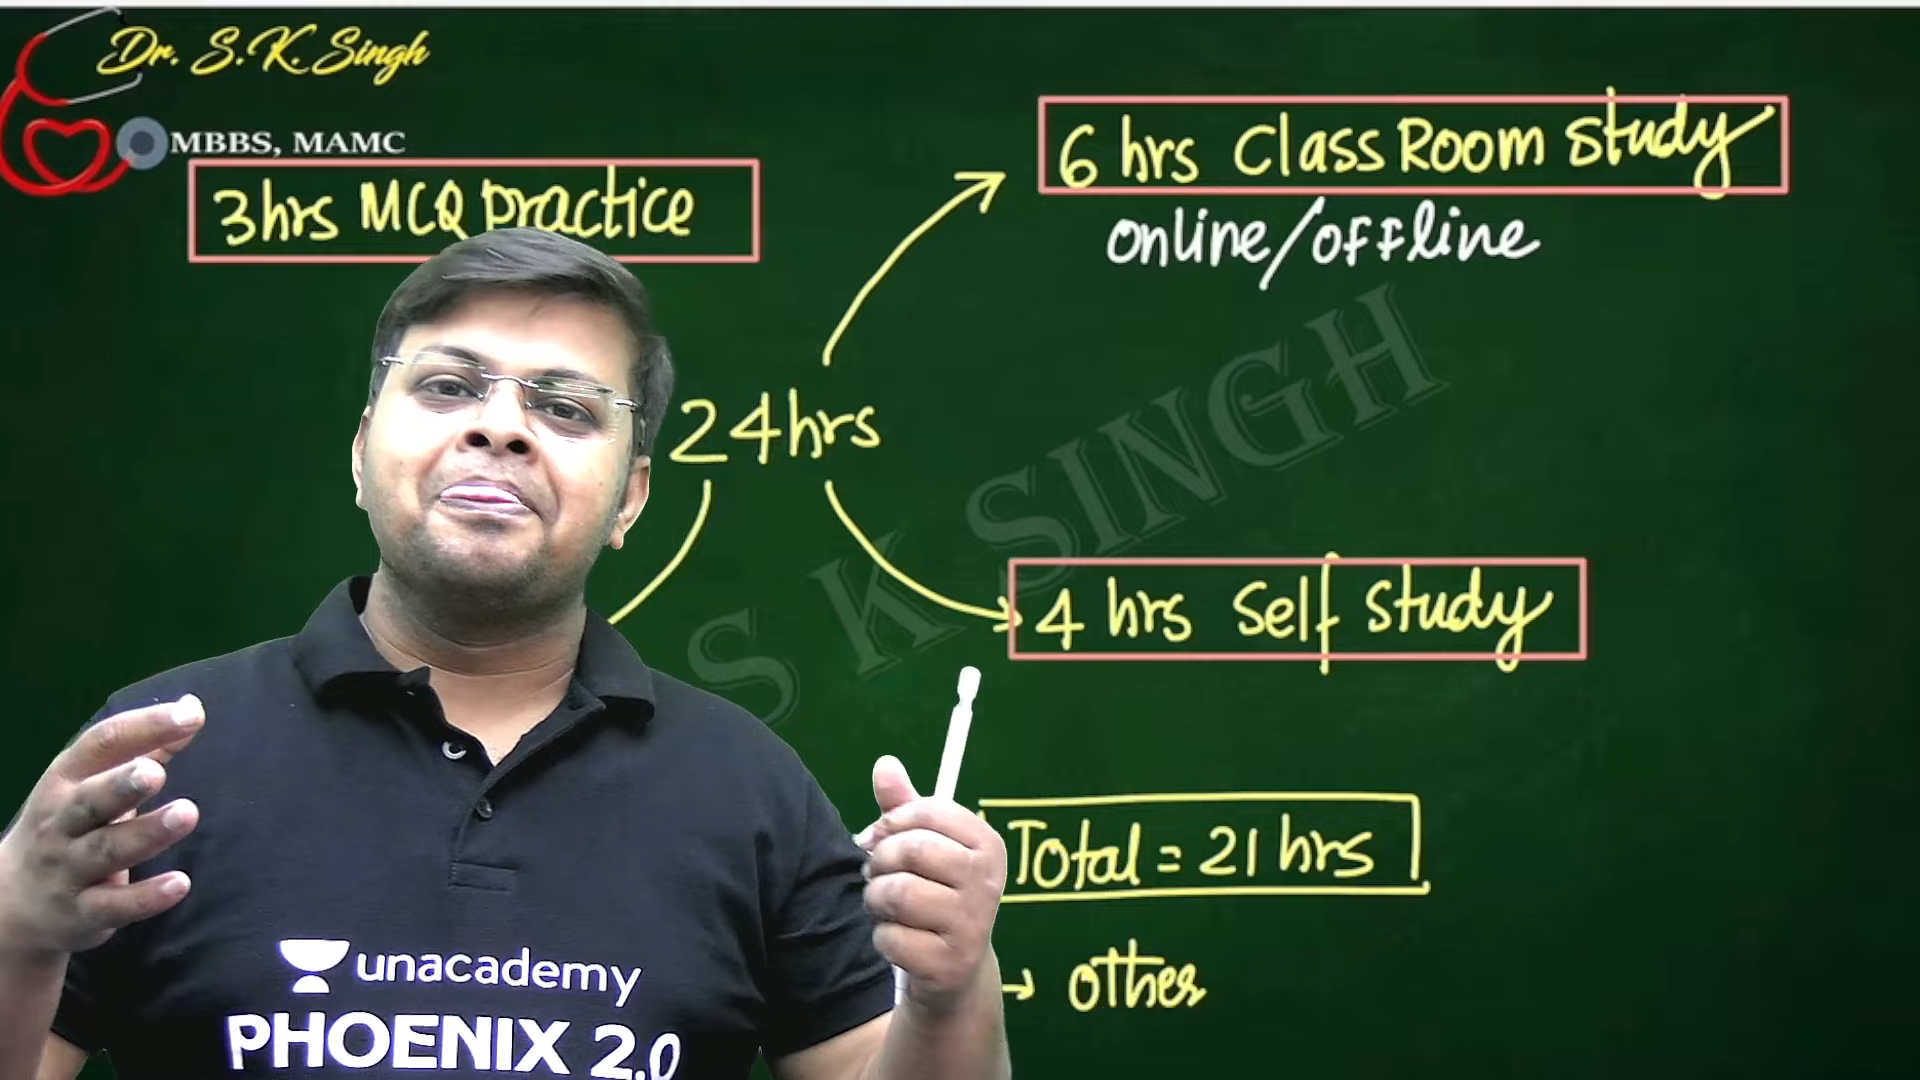 Dr. S. K. Singh
MBBS, MAMC
3hrs MCQ practice
6 hrs Class Room Study
online/offline
24hrs
S K SINGH
4 hrs Self Study
Total = 21 hrs
→ other
unacademy
PHOENIX 2.0